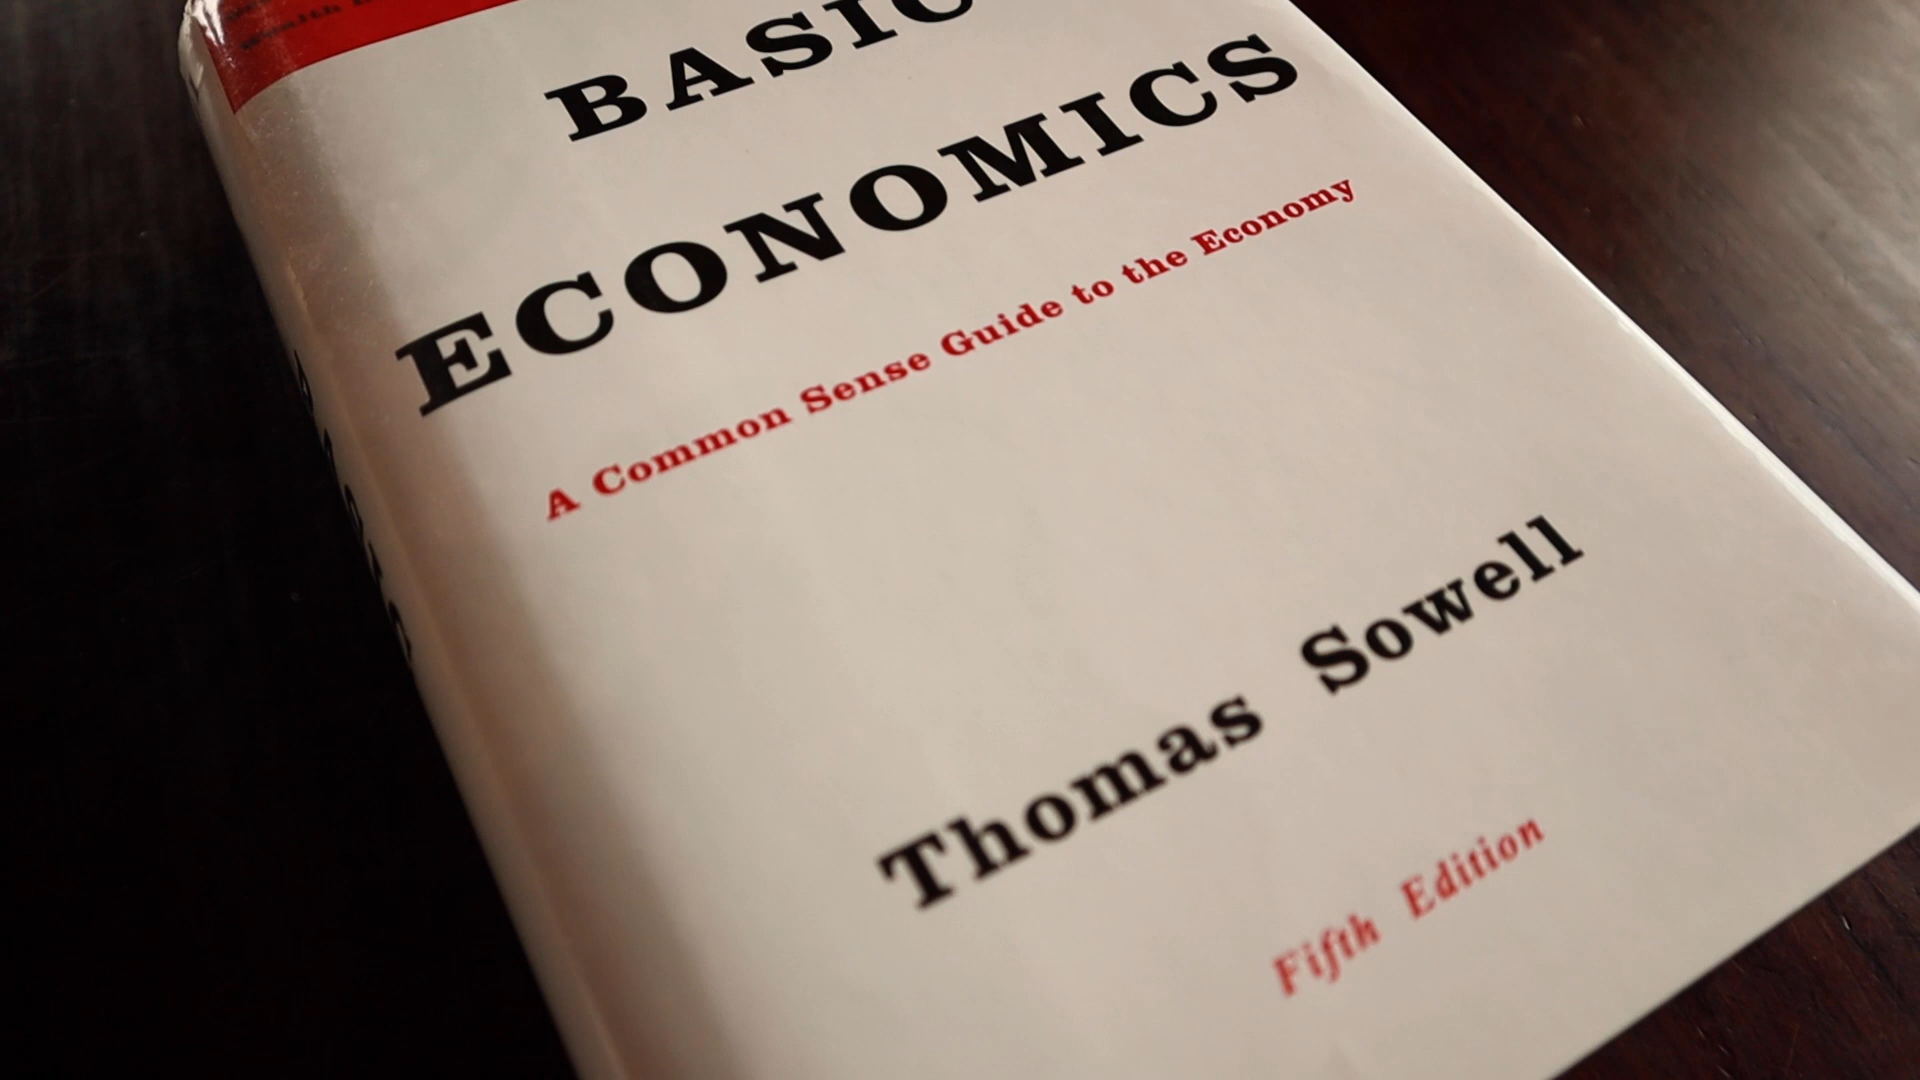 BASIC
ECONOMICS
A Common Sense Guide to the Economy
Thomas Sowell
Fifth Edition